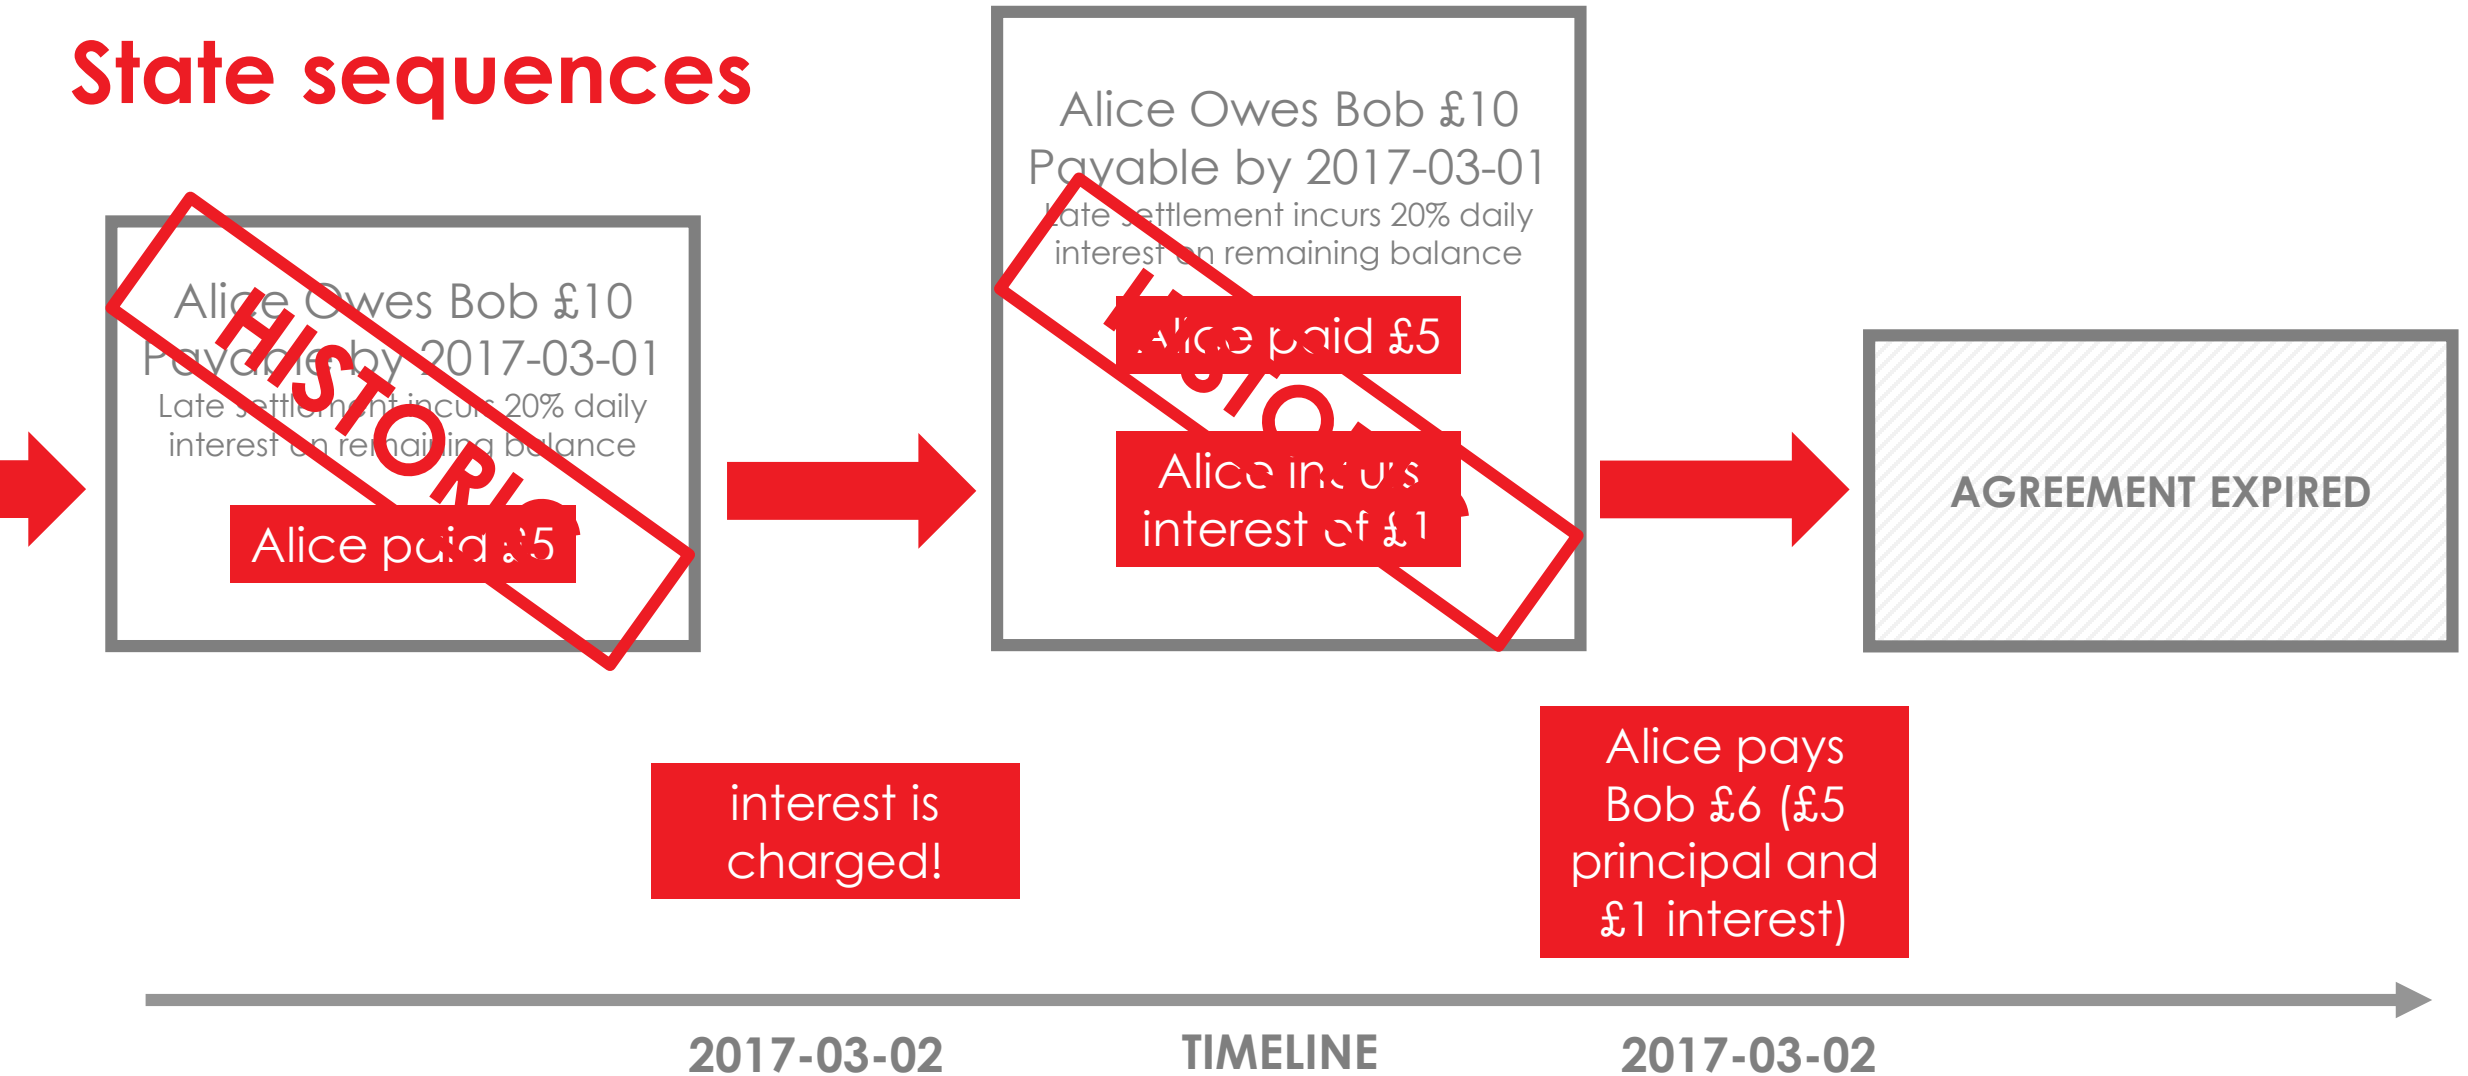 State sequences
Alice Owes Bob £10
Payable by 2017-03-01
Late settlement incurs 20% daily
interest on remaining balance
Alice paid £5
HISTORIC
Alice Owes Bob £10
Payable by 2017-03-01
Late settlement incurs 20% daily
interest on remaining balance
Alice paid £5
Alice incurs
interest of £1
HISTORIC
AGREEMENT EXPIRED
interest is
charged!
Alice pays
Bob £6 (£5
principal and
£1 interest)
2017-03-02
TIMELINE
2017-03-02